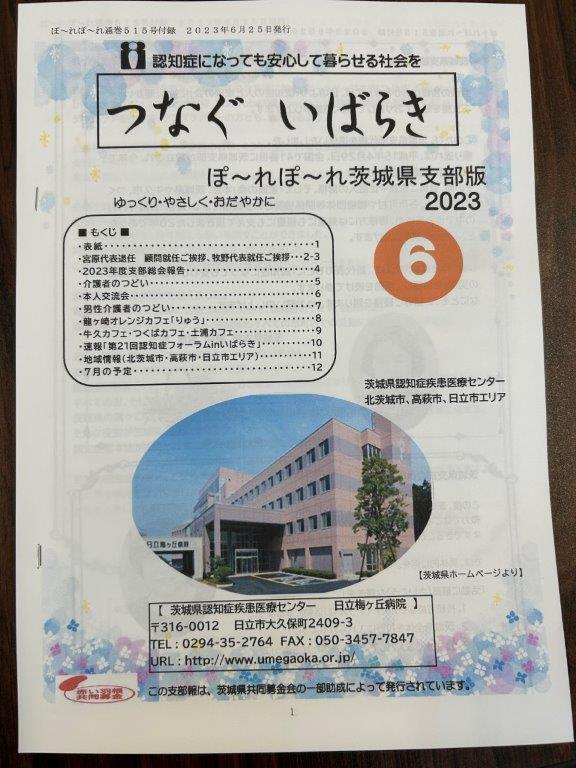 ぽ～れぽ～れ通巻515号付録 2023年6月25日発行
認知症になっても安心して暮らせる社会を
つなぐ いばらき
ぽ～れぽ～れ茨城県支部版
ゆっくり・やさしく・おだやかに
2023
6
■ もくじ ■
・表紙・・・1
・宮原代表退任 顧問就任ご挨拶、牧野代表就任ご挨拶・・・2-3
・2023年度支部総会報告・・・4
・介護者のつどい・・・5
・本人交流会・・・6
・男性介護者のつどい・・・7
・龍ヶ崎オレンジカフェ「りゅう」・・・8
・牛久カフェ・つくばカフェ・土浦カフェ・・・9
・速報「第21回認知症フォーラムinいばらき」・・・10
・地域情報(北茨城市・高萩市・日立市エリア)・・・11
・7月の予定・・・12
茨城県認知症疾患医療センター
北茨城市、高萩市、日立市エリア
日立梅ヶ丘病院
【茨城県ホームページより】
【 茨城県認知症疾患医療センター 日立梅ヶ丘病院 】
〒316-0012 日立市大久保町2409-3
TEL：0294-35-2764 FAX：050-3457-7847
URL：http://www.umegaoka.or.jp/
赤い羽根
共同募金
この支部報は、茨城県共同募金会の一部助成によって発行されています。
1